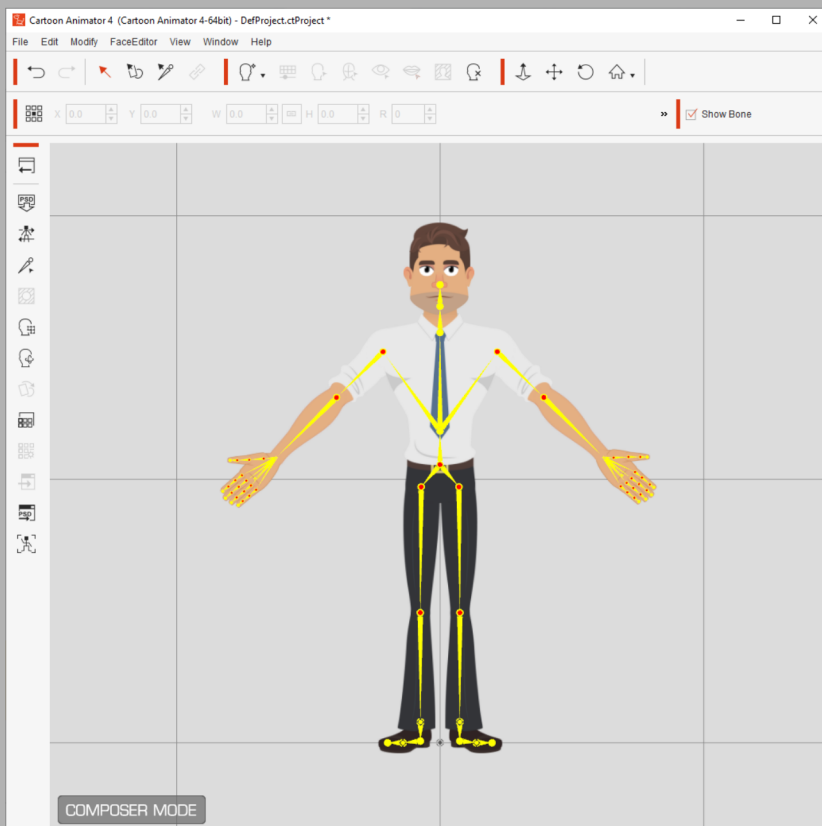 Cartoon Animator 4 (Cartoon Animator 4-64bit) - DefProject.ctProject *
File Edit Modify FaceEditor View Window Help
X 0.0 Y 0.0 W 0.0 H 0.0 R 0 » Show Bone
PSD
PSD
COMPOSER MODE